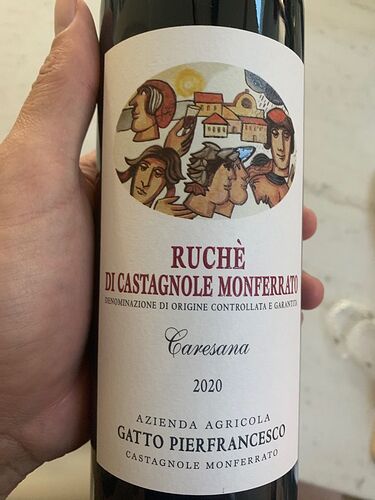 RUCHÈ
DI CASTAGNOLE MONFERRATO
DENOMINAZIONE DI ORIGINE CONTROLLATA E GARANTITA
Caresana
2020
AZIENDA AGRICOLA
GATTO PIERFRANCESCO
CASTAGNOLE MONFERRATO